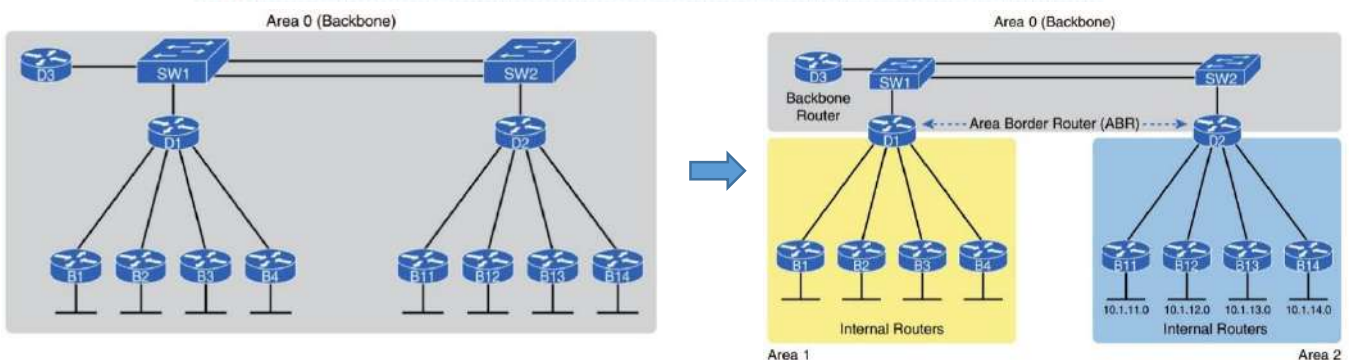 Area 0 (Backbone)
D3
SW1
SW2
D1
D2
B1 B2 B3 B4
B11 B12 B13 B14
Area 0 (Backbone)
D3
SW1
SW2
Backbone
Router
Area Border Router (ABR)
D1
D2
B1 B2 B3 B4
B11 B12 B13 B14
10.1.11.0 10.1.12.0 10.1.13.0 10.1.14.0
Internal Routers
Internal Routers
Area 1
Area 2